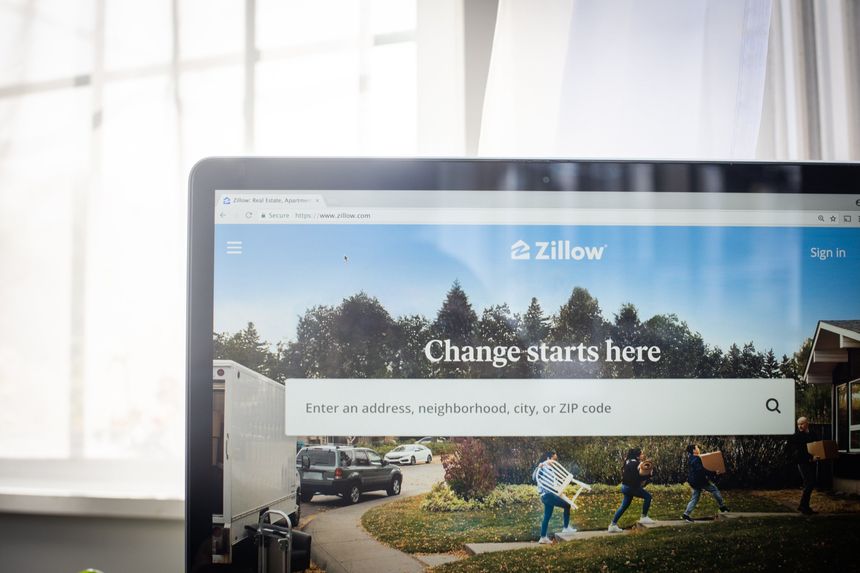 Zillow: Real Estate, Apartmen
Secure https://www.zillow.com
Zillow
Sign in
Change starts here
Enter an address, neighborhood, city, or ZIP code